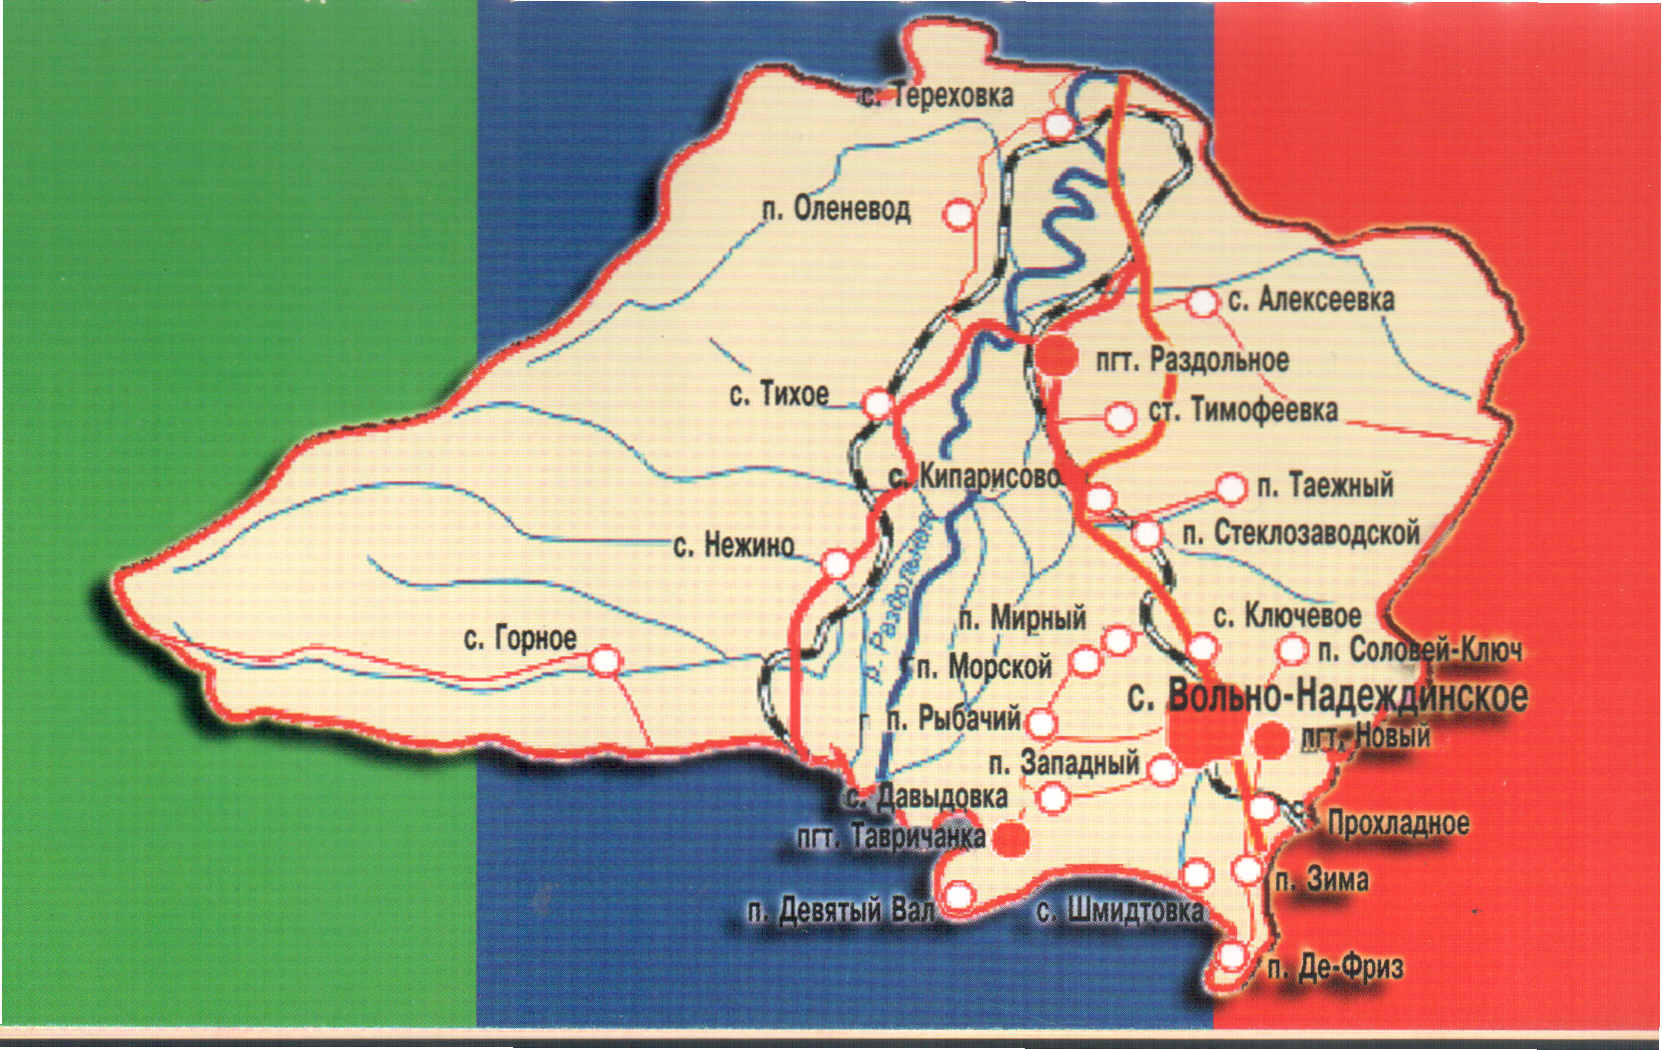 с. Тереховка
п. Оленевод
с. Алексеевка
пгт. Раздольное
с. Тихое
ст. Тимофеевка
с. Кипарисово
п. Таежный
п. Стеклозаводской
с. Нежино
р. Раздольная
п. Мирный
с. Ключевое
с. Горное
п. Соловей-Ключ
п. Морской
с. Вольно-Надеждинское
п. Рыбачий
пгт. Новый
п. Западный
с. Давыдовка
Прохладное
пгт. Тавричанка
п. Зима
п. Девятый Вал
с. Шмидтовка
п. Де-Фриз